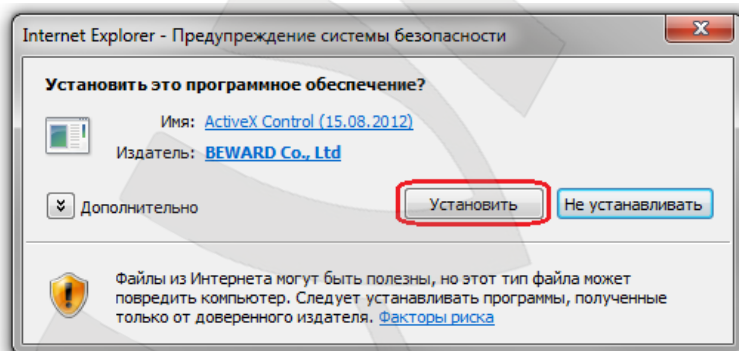 Internet Explorer - Предупреждение системы безопасности
Установить это программное обеспечение?
Имя: ActiveX Control (15.08.2012)
Издатель: BEWARD Co., Ltd
Дополнительно Установить Не устанавливать
Файлы из Интернета могут быть полезны, но этот тип файла может
повредить компьютер. Следует устанавливать программы, полученные
только от доверенного издателя. Факторы риска